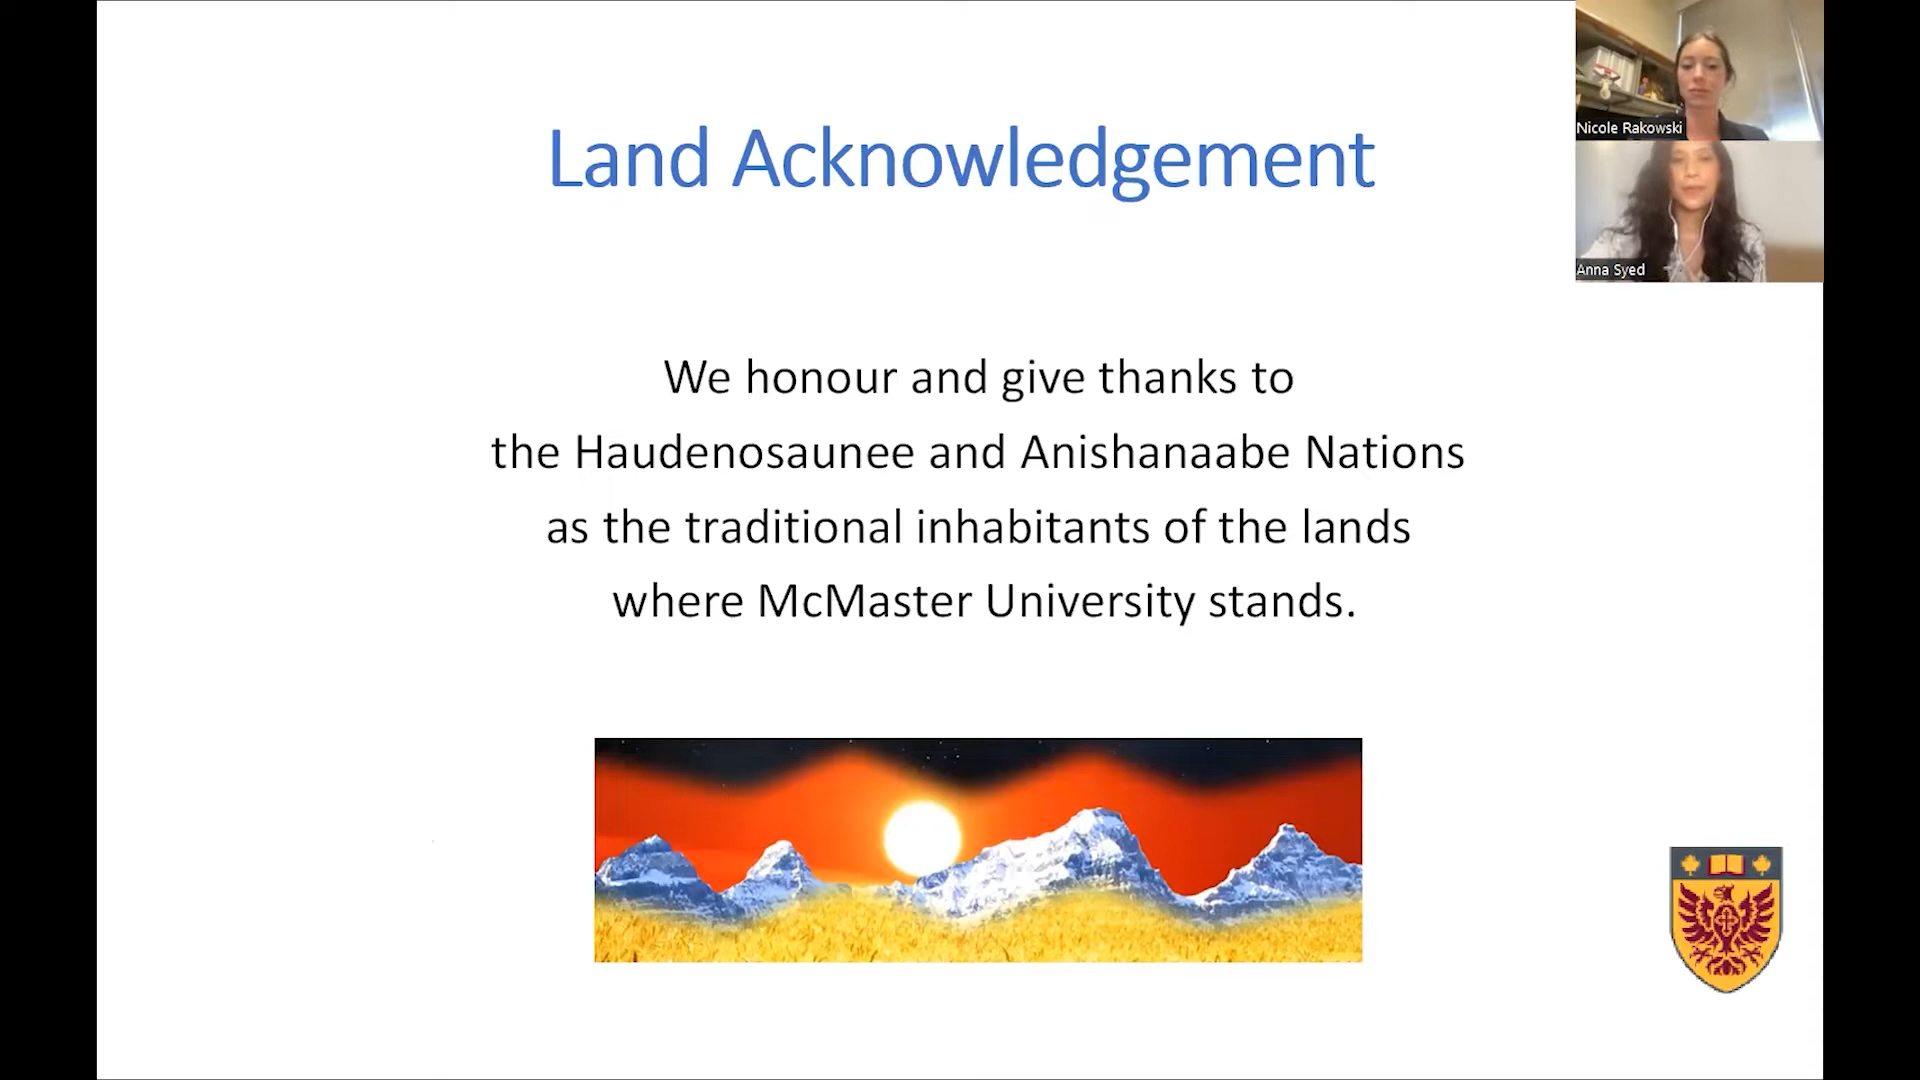 Land Acknowledgement
Nicole Rakowski
Anna Syed
We honour and give thanks to
the Haudenosaunee and Anishanaabe Nations
as the traditional inhabitants of the lands
where McMaster University stands.